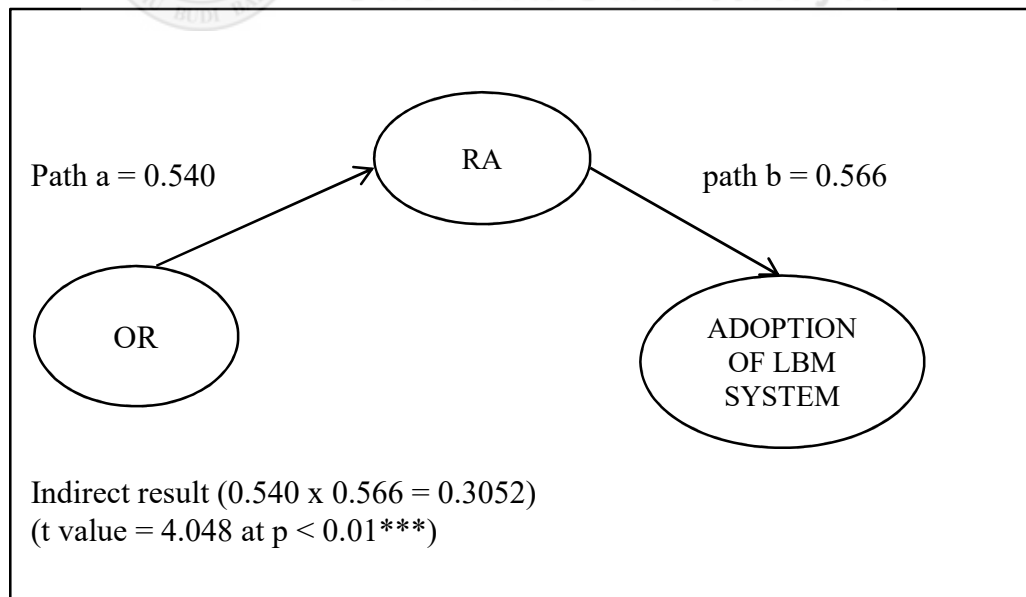 BUDI
RA
Path a = 0.540
path b = 0.566
OR
ADOPTION
OF LBM
SYSTEM
Indirect result (0.540 x 0.566 = 0.3052)
(t value = 4.048 at p < 0.01***)